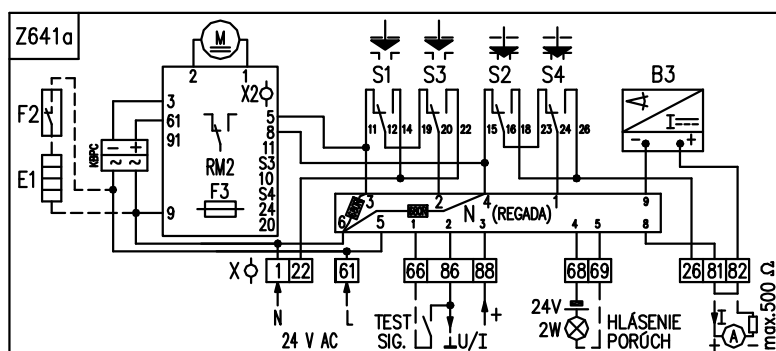 Z641a
M
2 1
X2
S1 S3 S2 S4 B3
F2
3
61
91
KBPC
- +
~ ~
RM2
F3
5
8
11
S3
10
S4
24
20
E1
9
11 12 14 19 20 22 15 16 18 23 24 26
I
- +
3 2 4 1 9
N (REGADA)
6 5 1 2 3 4 5 8
X 1 22 61 66 86 88 68 69 26 81 82
N L
24 V AC
TEST
SIG.
⊥U/I
+
24V
2W
HLÁSENIE
PORÚCH
I
A
+ -
max.500 Ω